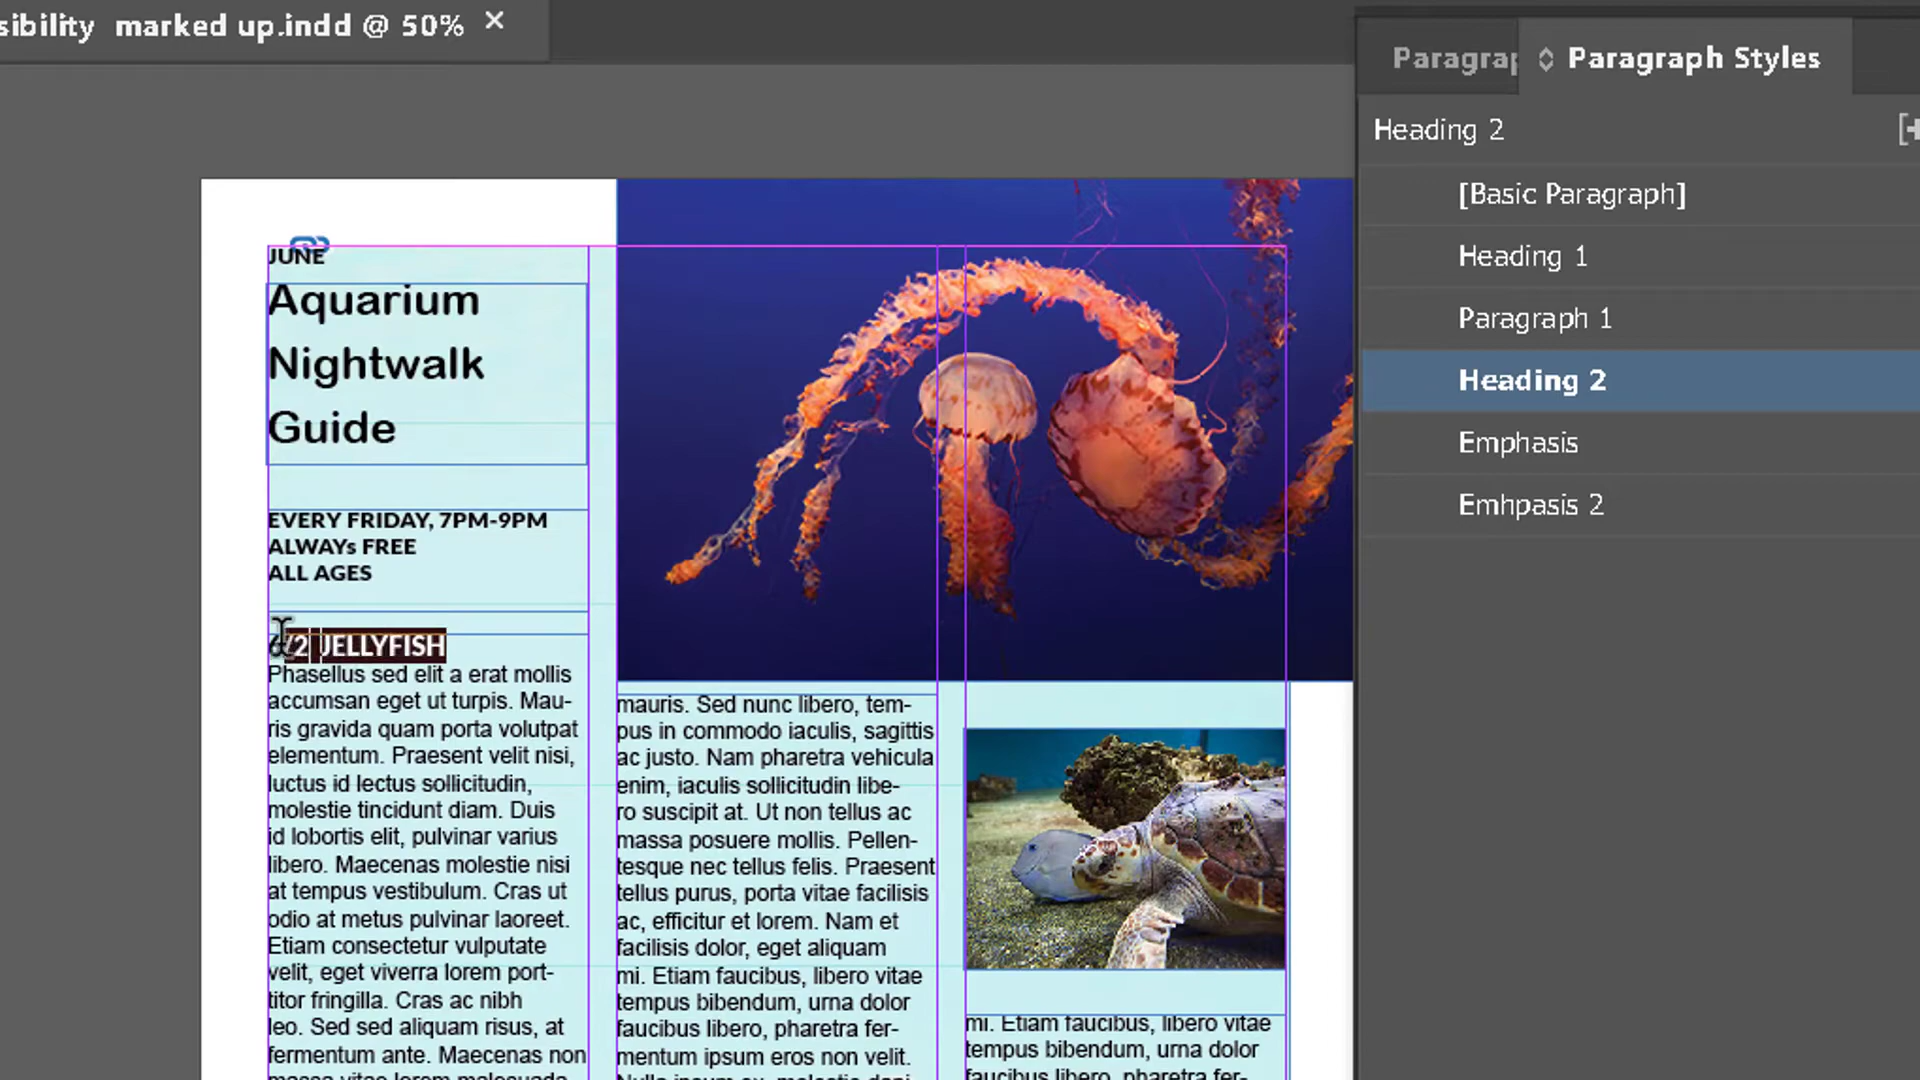 sibility marked up.indd @ 50% ×
Paragrap
Paragraph Styles
Heading 2
[Basic Paragraph]
Heading 1
Paragraph 1
Heading 2
Emphasis
Emhpasis 2
JUNE
Aquarium
Nightwalk
Guide
EVERY FRIDAY, 7PM-9PM
ALWAYs FREE
ALL AGES
6/2 JELLYFISH
Phasellus sed elit a erat mollis
accumsan eget ut turpis. Mau-
ris gravida quam porta volutpat
elementum. Praesent velit nisi,
luctus id lectus sollicitudin,
molestie tincidunt diam. Duis
id lobortis elit, pulvinar varius
libero. Maecenas molestie nisi
at tempus vestibulum. Cras ut
odio at metus pulvinar laoreet.
Etiam consectetur vulputate
velit, eget viverra lorem port-
titor fringilla. Cras ac nibh
leo. Sed sed aliquam risus, at
fermentum ante. Maecenas non
massa vitae lorem malesuada
mauris. Sed nunc libero, tem-
pus in commodo iaculis, sagittis
ac justo. Nam pharetra vehicula
enim, iaculis sollicitudin libe-
ro suscipit at. Ut non tellus ac
massa posuere mollis. Pellen-
tesque nec tellus felis. Praesent
tellus purus, porta vitae facilisis
ac, efficitur et lorem. Nam et
facilisis dolor, eget aliquam
mi. Etiam faucibus, libero vitae
tempus bibendum, urna dolor
faucibus libero, pharetra fer-
mentum ipsum eros non velit.
mi. Etiam faucibus, libero vitae
tempus bibendum, urna dolor
faucibus libero, pharetra fer-